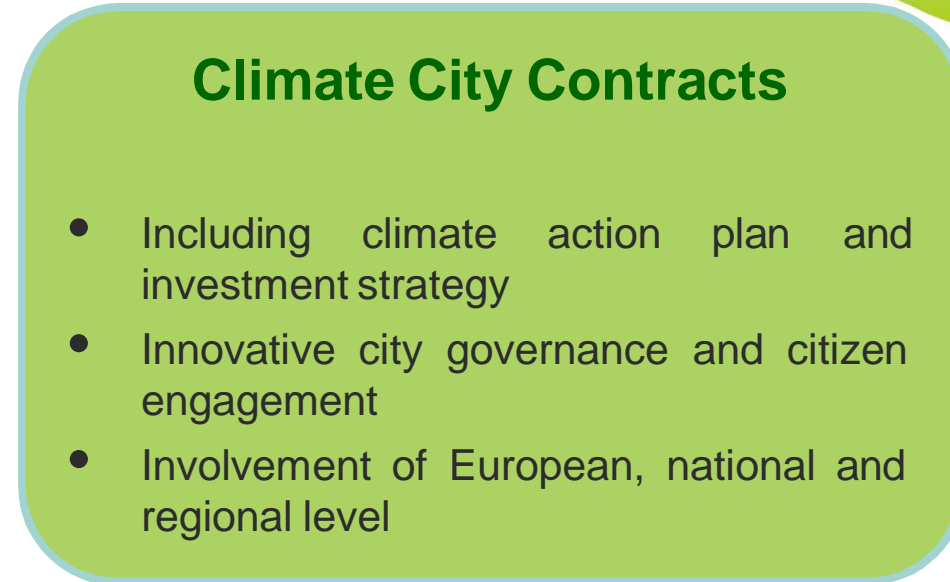 Climate City Contracts
• Including climate action plan and
investment strategy
• Innovative city governance and citizen
engagement
• Involvement of European, national and
regional level